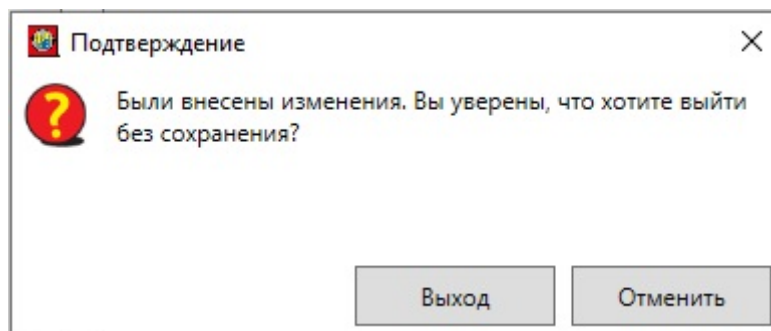 Подтверждение
Были внесены изменения. Вы уверены, что хотите выйти
без сохранения?
Выход
Отменить